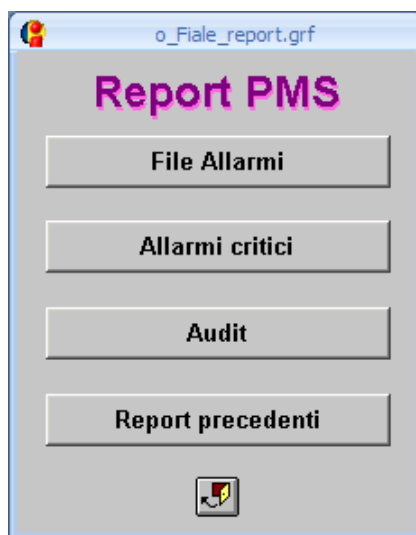 o_Fiale_report.grf
Report PMS
File Allarmi
Allarmi critici
Audit
Report precedenti